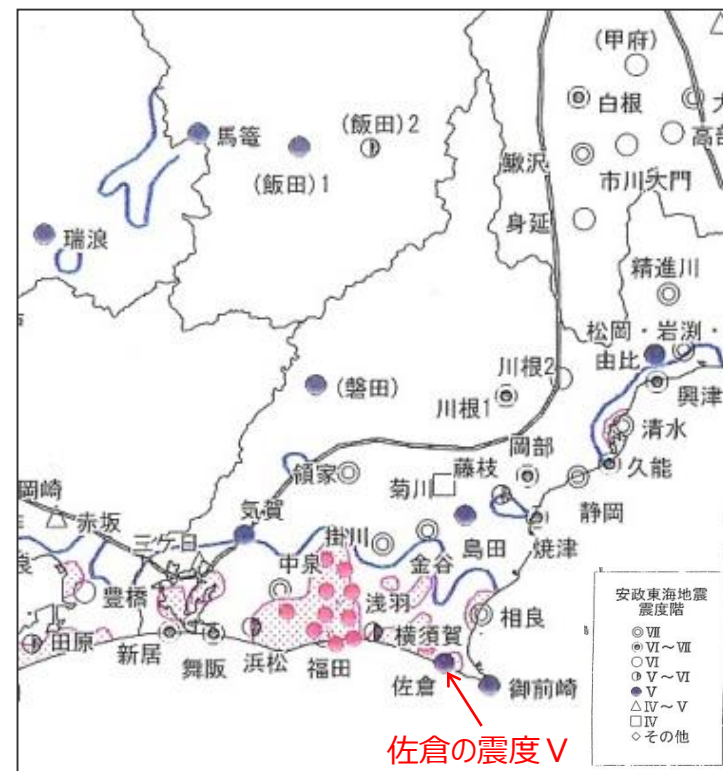 (甲府)
白根
馬篭
(飯田)2
(飯田)1
鰍沢
市川大門
身延
瑞浪
精進川
松岡・岩渕・
由比
川根2
(磐田)
川根1
興津
清水
岡部
領家
藤枝
菊川
久能
岡崎
静岡
気賀
赤坂
三ケ日
掛川
島田
焼津
中泉
金谷
豊橋
浅羽
相良
田原
横須賀
新居
浜松
舞阪
福田
佐倉
御前崎
佐倉の震度Ⅴ
安政東海地震
震度階
◎Ⅶ
Ⅵ～Ⅶ
○Ⅵ
◑Ⅴ～Ⅵ
●Ⅴ
△Ⅳ～Ⅴ
□Ⅳ
◇その他